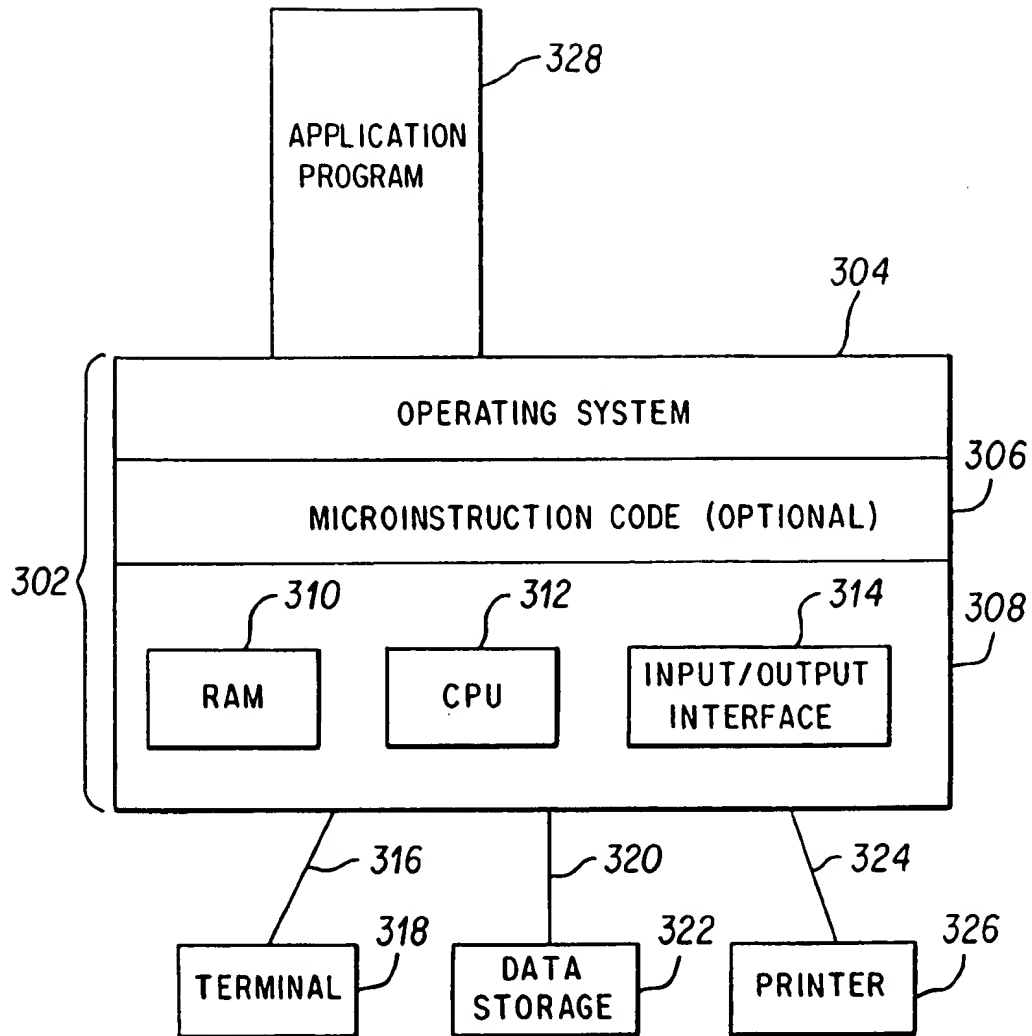 328
APPLICATION
PROGRAM
304
OPERATING SYSTEM
306
MICROINSTRUCTION CODE (OPTIONAL)
302
310
312
314
308
RAM
CPU
INPUT/OUTPUT
INTERFACE
316
320
324
318
322
326
TERMINAL
DATA
STORAGE
PRINTER